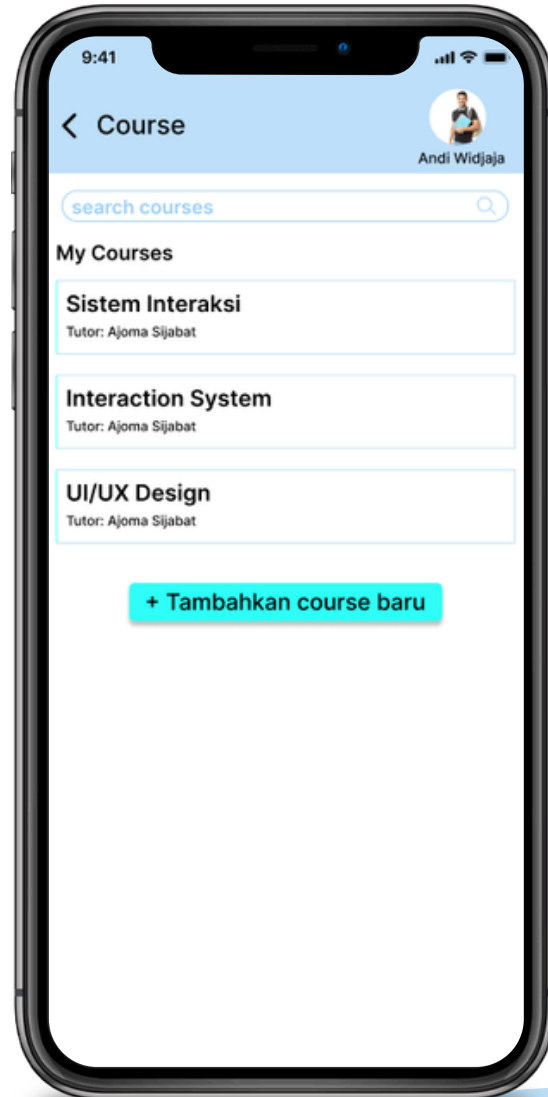 9:41
Course
Andi Widjaja
search courses
My Courses
Sistem Interaksi
Tutor: Ajoma Sijabat
Interaction System
Tutor: Ajoma Sijabat
UI/UX Design
Tutor: Ajoma Sijabat
+ Tambahkan course baru